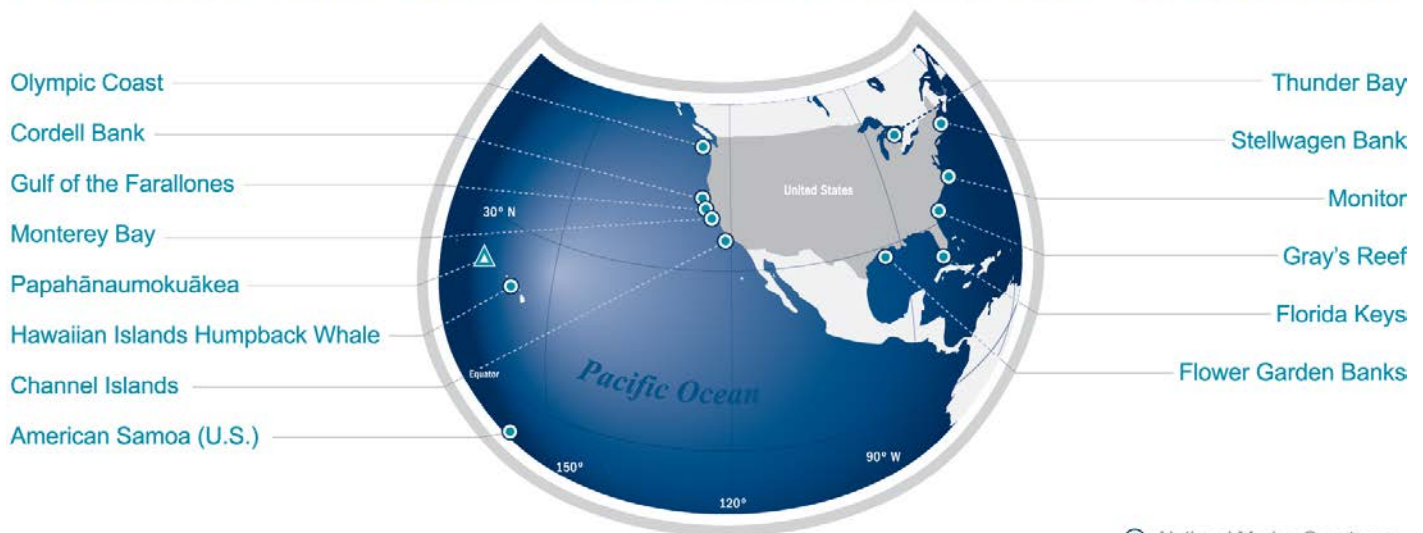 Olympic Coast
Cordell Bank
Gulf of the Farallones
Monterey Bay
Papahānaumokuākea
Hawaiian Islands Humpback Whale
Channel Islands
American Samoa (U.S.)
30° N
Equator
150°
120°
90° W
Pacific Ocean
United States
Thunder Bay
Stellwagen Bank
Monitor
Gray's Reef
Florida Keys
Flower Garden Banks